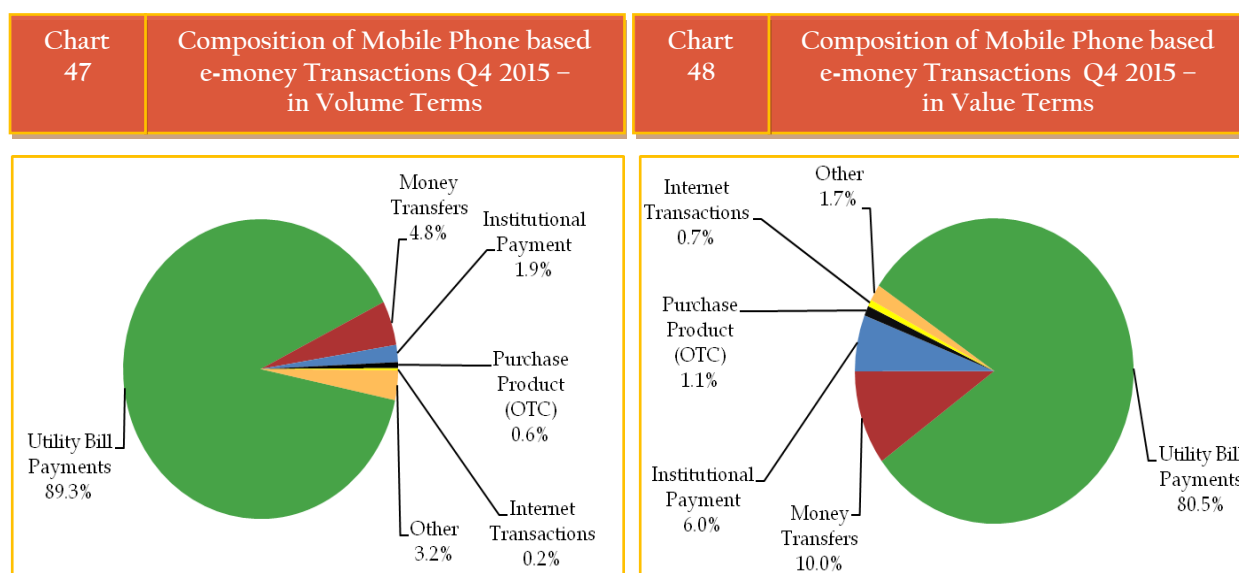 Chart
47
Composition of Mobile Phone based
e-money Transactions Q4 2015 –
in Volume Terms
Chart
48
Composition of Mobile Phone based
e-money Transactions Q4 2015 –
in Value Terms
Money
Transfers
4.8%
Institutional
Payment
1.9%
Purchase
Product
(OTC)
0.6%
Internet
Transactions
0.2%
Other
3.2%
Utility Bill
Payments
89.3%
Other
1.7%
Internet
Transactions
0.7%
Purchase
Product
(OTC)
1.1%
Institutional
Payment
6.0%
Money
Transfers
10.0%
Utility Bill
Payments
80.5%